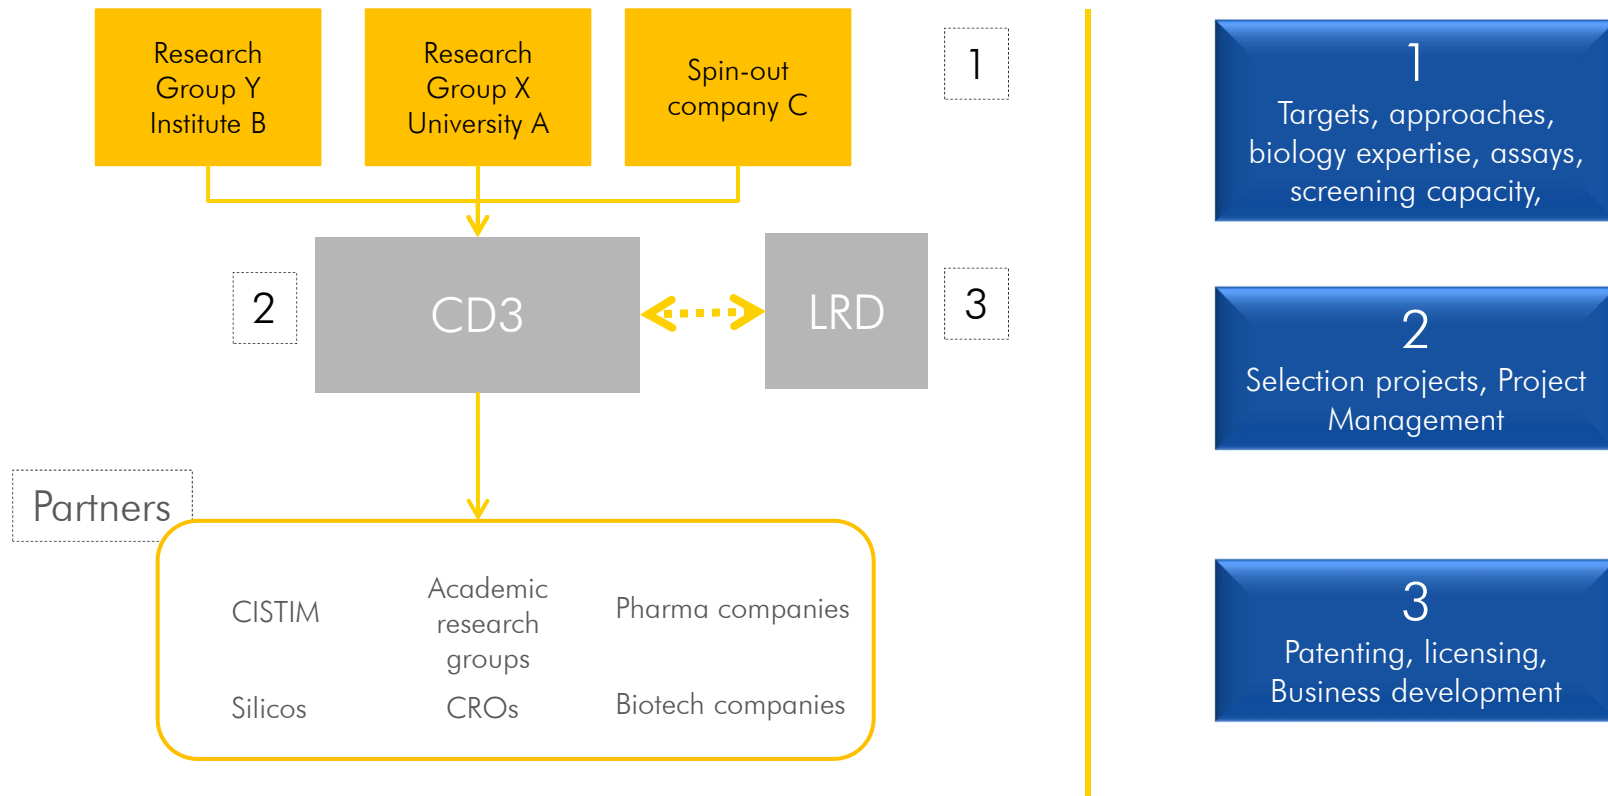 Research
Group Y
Institute B
Research
Group X
University A
Spin-out
company C
1
2
CD3
LRD
3
Partners
CISTIM
Academic
research
groups
Pharma companies
Silicos
CROs
Biotech companies
1
Targets, approaches,
biology expertise, assays,
screening capacity,
2
Selection projects, Project
Management
3
Patenting, licensing,
Business development